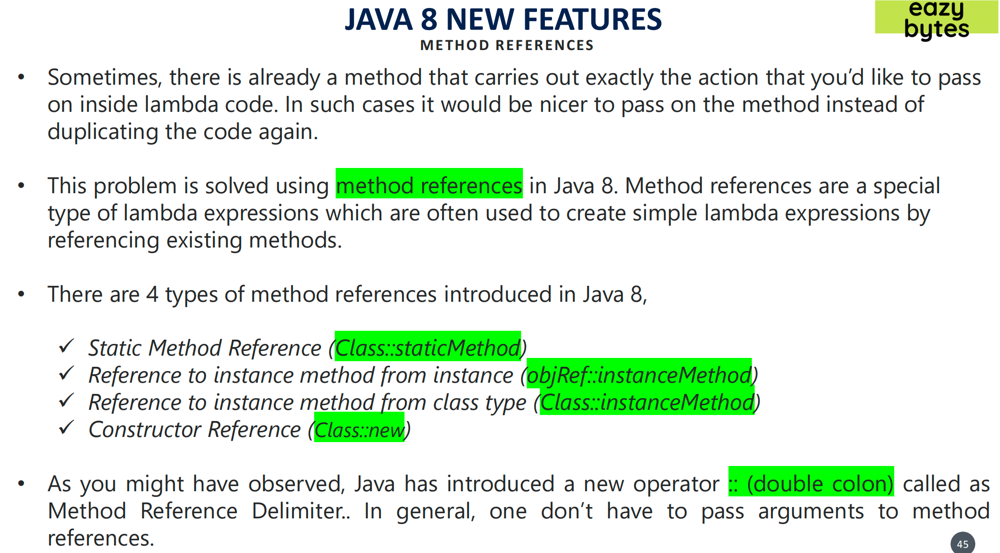 JAVA 8 NEW FEATURES
eazy
bytes
METHOD REFERENCES
• Sometimes, there is already a method that carries out exactly the action that you’d like to pass
on inside lambda code. In such cases it would be nicer to pass on the method instead of
duplicating the code again.
• This problem is solved using method references in Java 8. Method references are a special
type of lambda expressions which are often used to create simple lambda expressions by
referencing existing methods.
• There are 4 types of method references introduced in Java 8,
✓ Static Method Reference (Class::staticMethod)
✓ Reference to instance method from instance (objRef::instanceMethod)
✓ Reference to instance method from class type (Class::instanceMethod)
✓ Constructor Reference (Class::new)
• As you might have observed, Java has introduced a new operator :: (double colon) called as
Method Reference Delimiter.. In general, one don’t have to pass arguments to method
references.
45